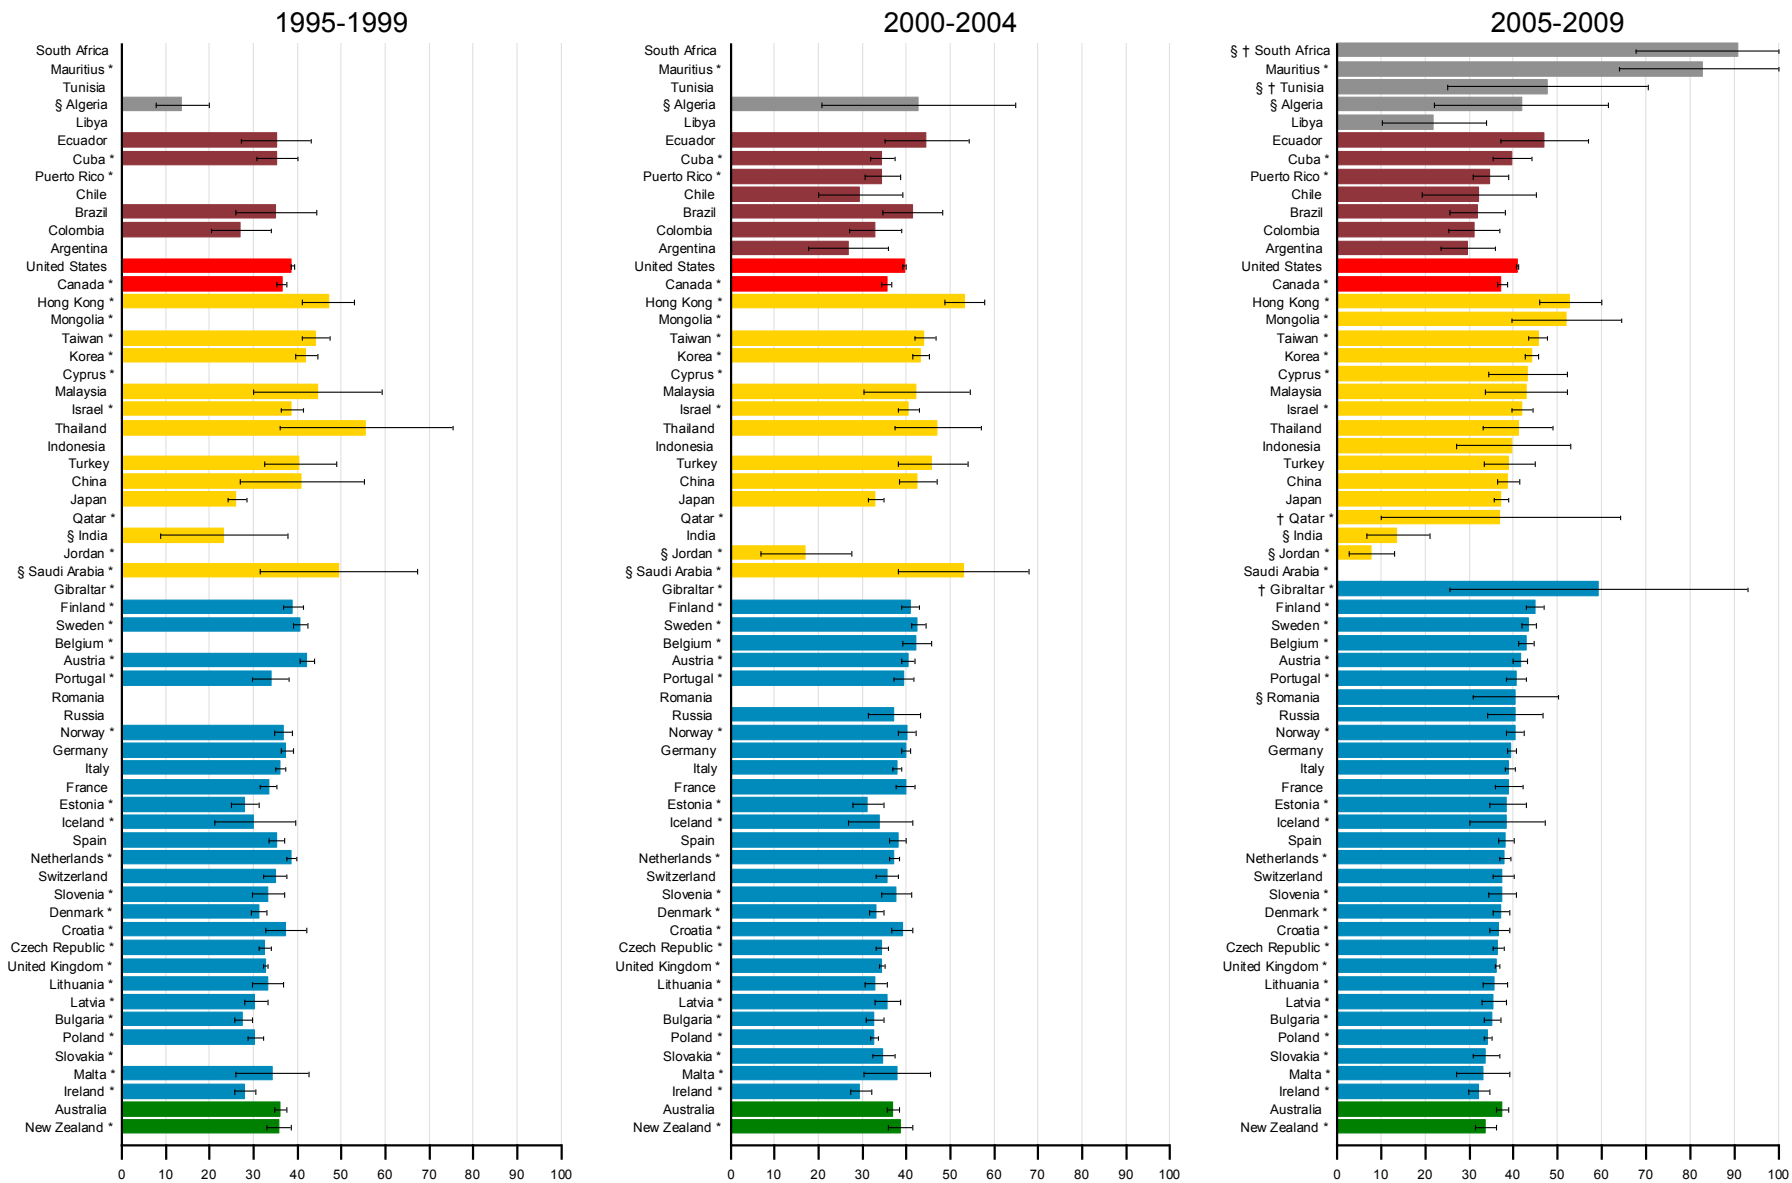 1995-1999
South Africa
Mauritius *
Tunisia
§ Algeria
Libya
Ecuador
Cuba *
Puerto Rico *
Chile
Brazil
Colombia
Argentina
United States
Canada *
Hong Kong *
Mongolia *
Taiwan *
Korea *
Cyprus *
Malaysia
Israel *
Thailand
Indonesia
Turkey
China
Japan
Qatar *
§ India
Jordan *
§ Saudi Arabia *
Gibraltar *
Finland *
Sweden *
Belgium *
Austria *
Portugal *
Romania
Russia
Norway *
Germany
Italy
France
Estonia *
Iceland *
Spain
Netherlands *
Switzerland
Slovenia *
Denmark *
Croatia *
Czech Republic *
United Kingdom *
Lithuania *
Latvia *
Bulgaria *
Poland *
Slovakia *
Malta *
Ireland *
Australia
New Zealand *
0 10 20 30 40 50 60 70 80 90 100
2000-2004
South Africa
Mauritius *
Tunisia
§ Algeria
Libya
Ecuador
Cuba *
Puerto Rico *
Chile
Brazil
Colombia
Argentina
United States
Canada *
Hong Kong *
Mongolia *
Taiwan *
Korea *
Cyprus *
Malaysia
Israel *
Thailand
Indonesia
Turkey
China
Japan
Qatar *
India
§ Jordan *
§ Saudi Arabia *
Gibraltar *
Finland *
Sweden *
Belgium *
Austria *
Portugal *
Romania
Russia
Norway *
Germany
Italy
France
Estonia *
Iceland *
Spain
Netherlands *
Switzerland
Slovenia *
Denmark *
Croatia *
Czech Republic *
United Kingdom *
Lithuania *
Latvia *
Bulgaria *
Poland *
Slovakia *
Malta *
Ireland *
Australia
New Zealand *
0 10 20 30 40 50 60 70 80 90 100
2005-2009
§ † South Africa
Mauritius *
§ † Tunisia
§ Algeria
Libya
Ecuador
Cuba *
Puerto Rico *
Chile
Brazil
Colombia
Argentina
United States
Canada *
Hong Kong *
Mongolia *
Taiwan *
Korea *
Cyprus *
Malaysia
Israel *
Thailand
Indonesia
Turkey
China
Japan
† Qatar *
§ India
§ Jordan *
Saudi Arabia *
† Gibraltar *
Finland *
Sweden *
Belgium *
Austria *
Portugal *
§ Romania
Russia
Norway *
Germany
Italy
France
Estonia *
Iceland *
Spain
Netherlands *
Switzerland
Slovenia *
Denmark *
Croatia *
Czech Republic *
United Kingdom *
Lithuania *
Latvia *
Bulgaria *
Poland *
Slovakia *
Malta *
Ireland *
Australia
New Zealand *
0 10 20 30 40 50 60 70 80 90 100